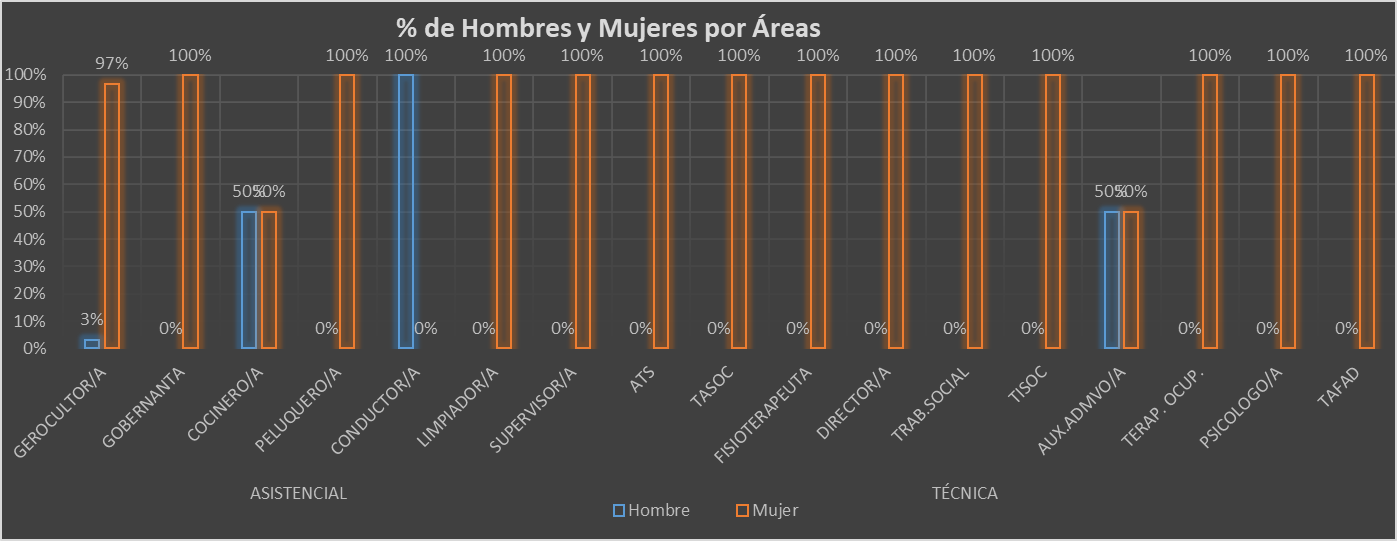 % de Hombres y Mujeres por Áreas
97% 100% 100% 100% 100% 100% 100% 100% 100% 100% 100% 100% 100% 100% 100%
100%
90%
80%
70%
60%
50%
40%
30%
20%
10%
0%
50% 50% 50% 50%
3% 0% 0% 0% 0% 0% 0% 0% 0% 0% 0% 0% 0% 0% 0%
GEROCULTOR/A
GOBERNANTA
COCINERO/A
PELUQUERO/A
CONDUCTOR/A
LIMPIADOR/A
SUPERVISOR/A
ATS
TASOC
FISIOTERAPEUTA
DIRECTOR/A
TRAB.SOCIAL
TISOC
AUX.ADMVO/A
TERAP. OCUP.
PSICOLOGO/A
TAFAD
ASISTENCIAL TÉCNICA
Hombre Mujer